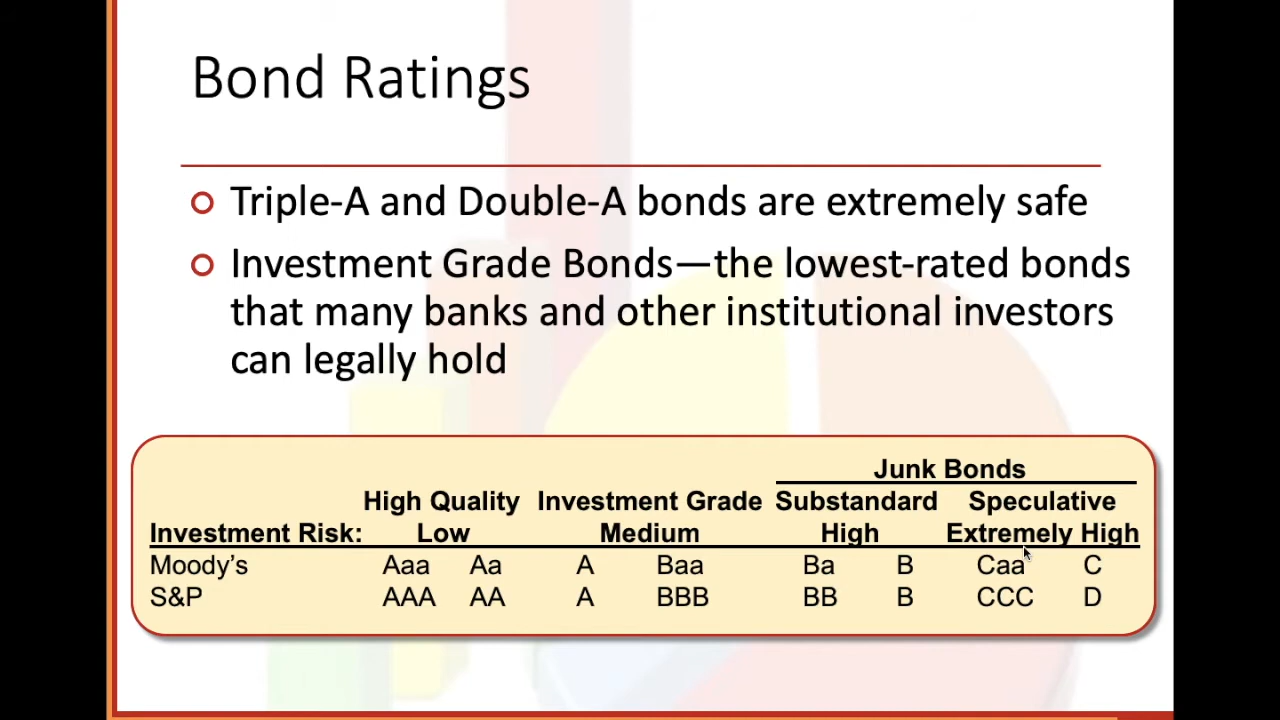 Bond Ratings
Triple-A and Double-A bonds are extremely safe
Investment Grade Bonds—the lowest-rated bonds
that many banks and other institutional investors
can legally hold
Junk Bonds
High Quality Investment Grade Substandard Speculative
Investment Risk: Low Medium High Extremely High
Moody’s Aaa Aa A Baa Ba B Caa C
S&P AAA AA A BBB BB B CCC D